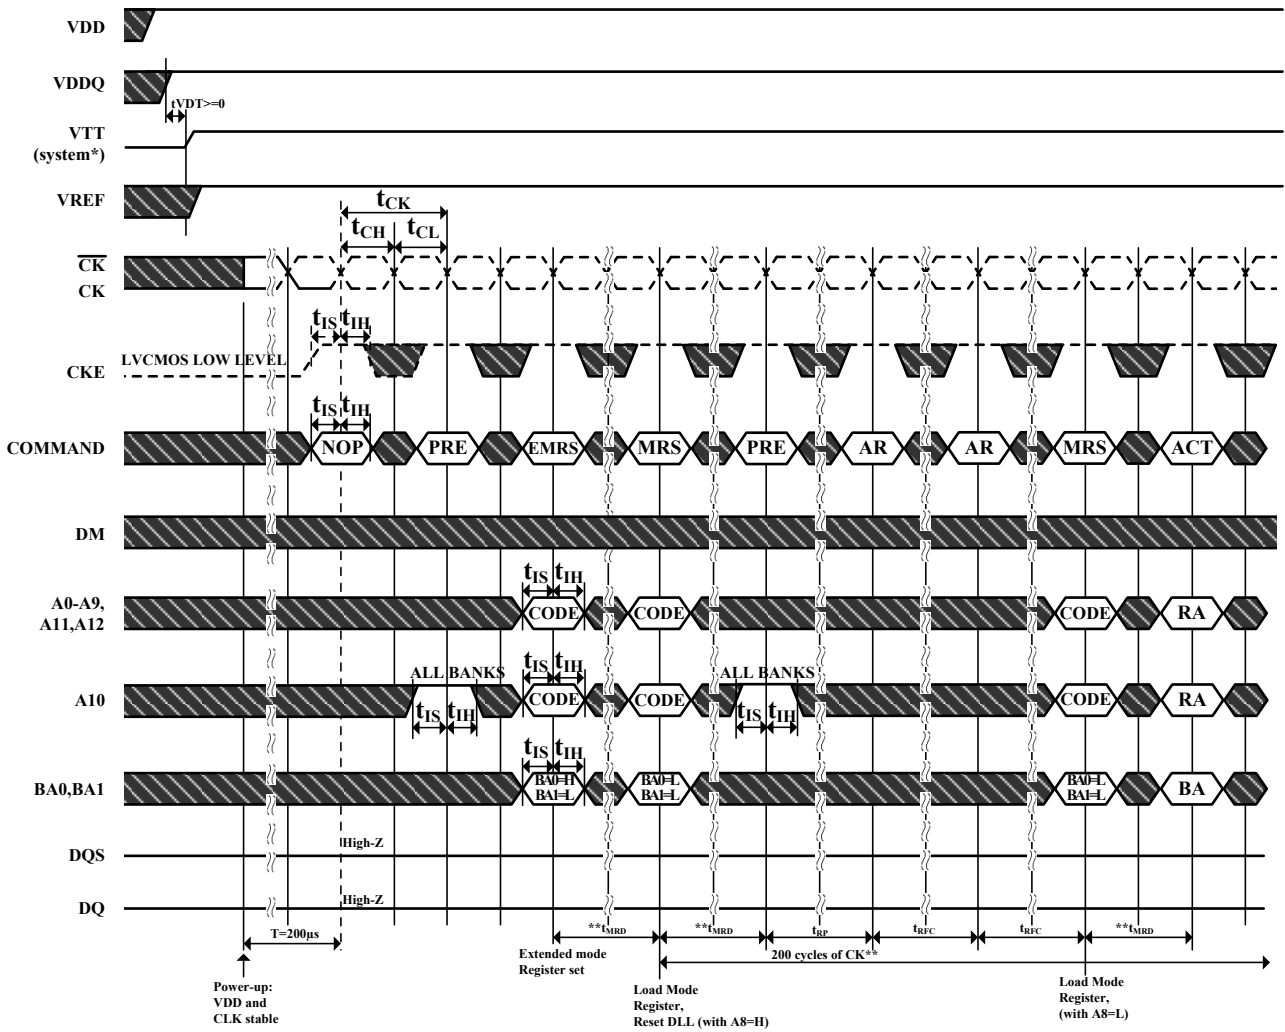 VDD
VDDQ
tVDT>=0
VTT
(system*)
VREF
tCK
tCH tCL
CK
CK
tIS tIH
LVCMOS LOW LEVEL
CKE
tIS tIH
COMMAND NOP PRE EMRS MRS PRE AR AR MRS ACT
DM
tIS tIH
A0-A9,
A11,A12
CODE CODE CODE RA
ALL BANKS tIS tIH ALL BANKS
A10 CODE CODE CODE RA
tIS tIH tIS tIH
tIS tIH
BA0,BA1
BA0=H BA0=L BA0=L
BA1=L BA1=L BA1=L
BA
High-Z
DQS
High-Z
DQ
T=200µs **tMRD **tMRD tRP tRFC tRFC **tMRD
Extended mode
Register set
200 cycles of CK**
Power-up:
VDD and
CLK stable
Load Mode
Register,
Reset DLL (with A8=H)
Load Mode
Register,
(with A8=L)